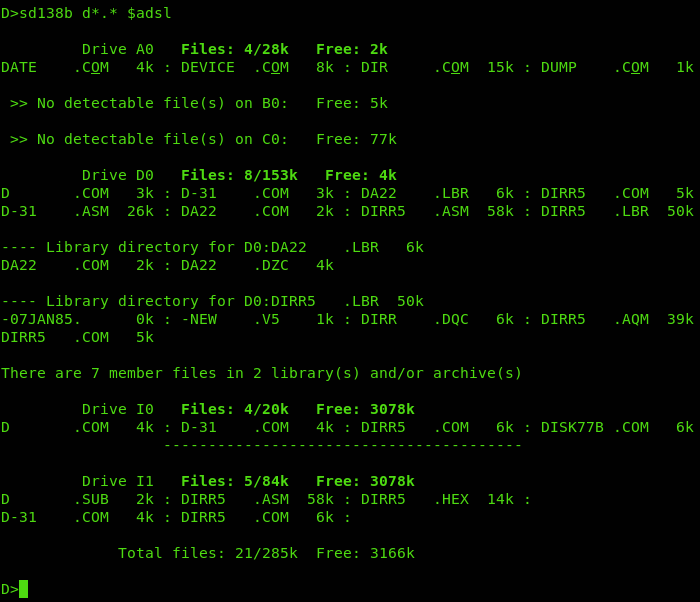 D>sd138b d*.* $adsl
Drive A0   Files: 4/28k   Free: 2k
DATE    .COM   4k : DEVICE  .COM   8k : DIR     .COM  15k : DUMP    .COM   1k
>> No detectable file(s) on B0:   Free: 5k
>> No detectable file(s) on C0:   Free: 77k
Drive D0   Files: 8/153k   Free: 4k
D       .COM   3k : D-31    .COM   3k : DA22    .LBR   6k : DIRR5   .COM   5k
D-31    .ASM  26k : DA22    .COM   2k : DIRR5   .ASM  58k : DIRR5   .LBR  50k
---- Library directory for D0:DA22    .LBR   6k
DA22    .COM   2k : DA22    .DZC   4k
---- Library directory for D0:DIRR5   .LBR  50k
-07JAN85.      0k : -NEW    .V5    1k : DIRR    .DQC   6k : DIRR5   .AQM  39k
DIRR5   .COM   5k
There are 7 member files in 2 library(s) and/or archive(s)
Drive I0   Files: 4/20k   Free: 3078k
D       .COM   4k : D-31    .COM   4k : DIRR5   .COM   6k : DISK77B .COM   6k
----------------------------------------
Drive I1   Files: 5/84k   Free: 3078k
D       .SUB   2k : DIRR5   .ASM  58k : DIRR5   .HEX  14k :
D-31    .COM   4k : DIRR5   .COM   6k :
Total files: 21/285k  Free: 3166k
D>